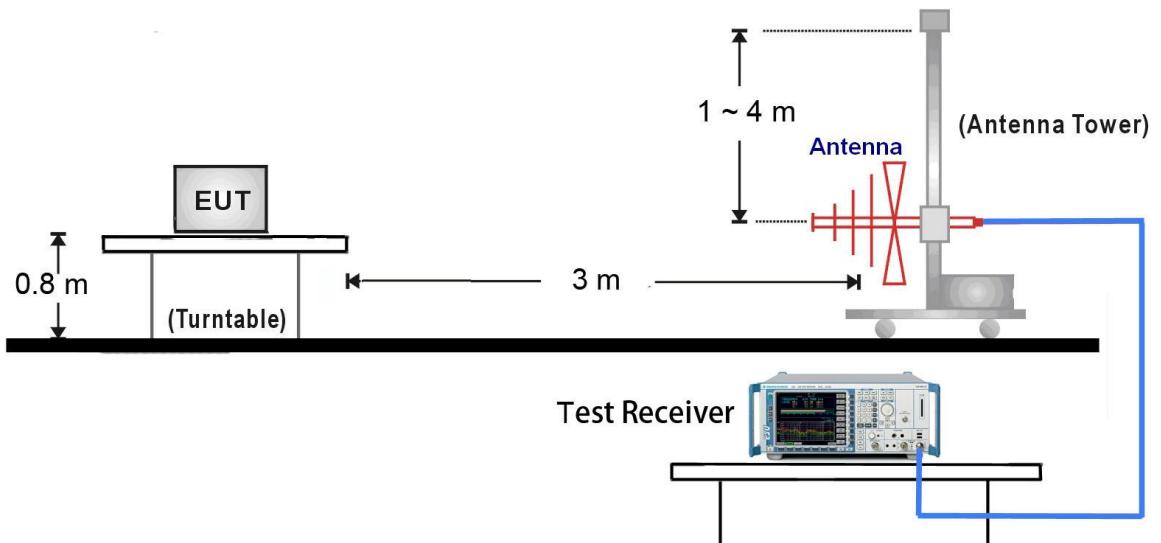 1 ~ 4 m
(Antenna Tower)
Antenna
EUT
0.8 m
3 m
(Turntable)
Test Receiver